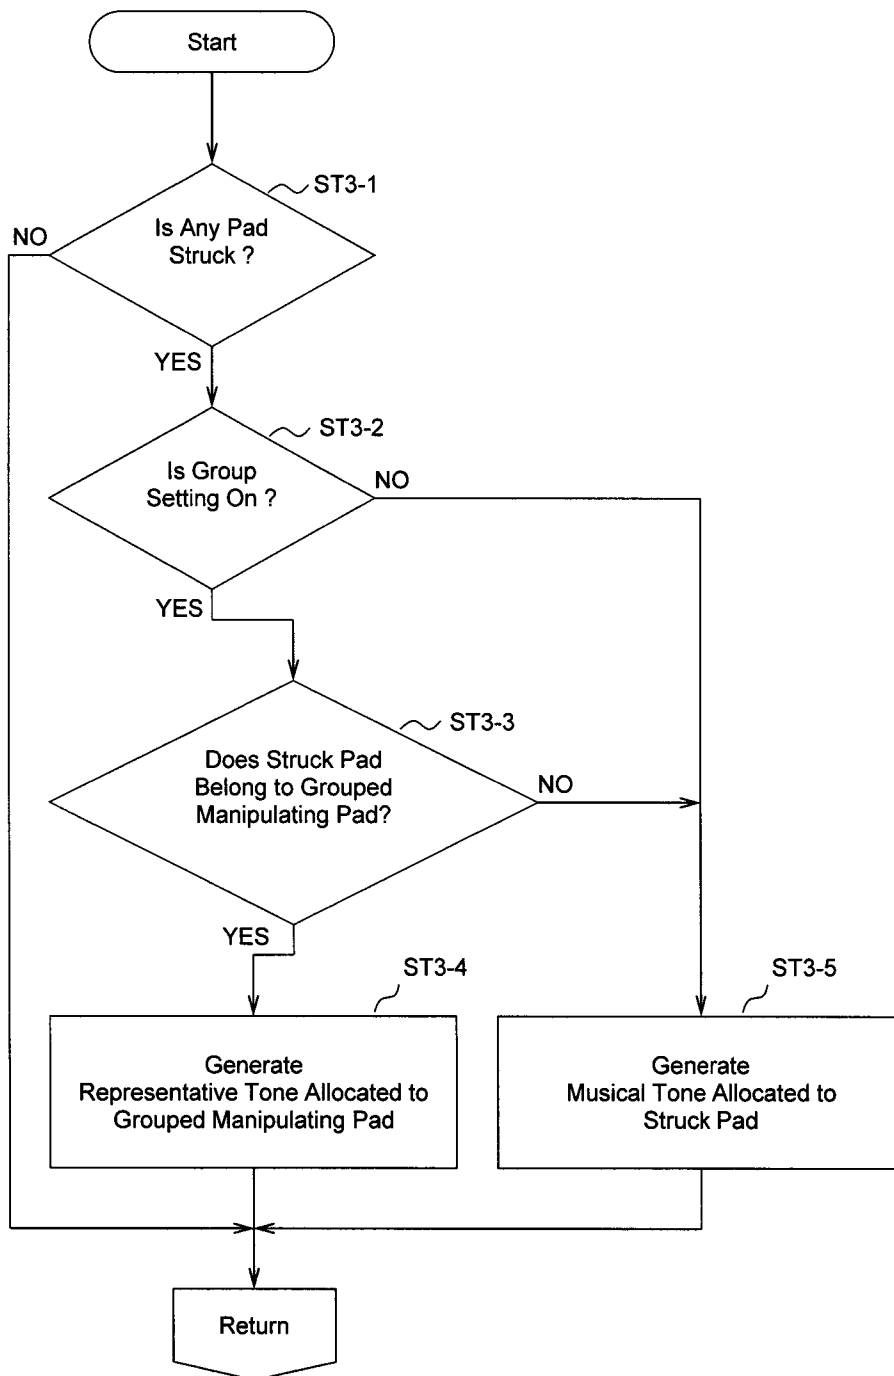 Start
ST3-1
Is Any Pad
Struck ?
NO
YES
ST3-2
Is Group
Setting On ?
NO
YES
ST3-3
Does Struck Pad
Belong to Grouped
Manipulating Pad?
NO
YES
ST3-4
Generate
Representative Tone Allocated to
Grouped Manipulating Pad
ST3-5
Generate
Musical Tone Allocated to
Struck Pad
Return